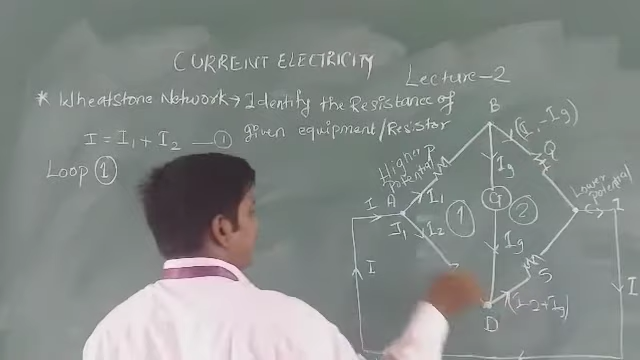 CURRENT ELECTRICITY
Lecture-2
* Wheatstone Network → Identify the Resistance of
given equipment/Resistor
I = I1 + I2 — ①
Loop ①
B
(I1-Ig)
Higher
Potential
P
Q
Ig
Lower
Potential
I
A
I1
G
C
I
I1
I2
①
②
Ig
I
S
I
(I2+Ig)
D